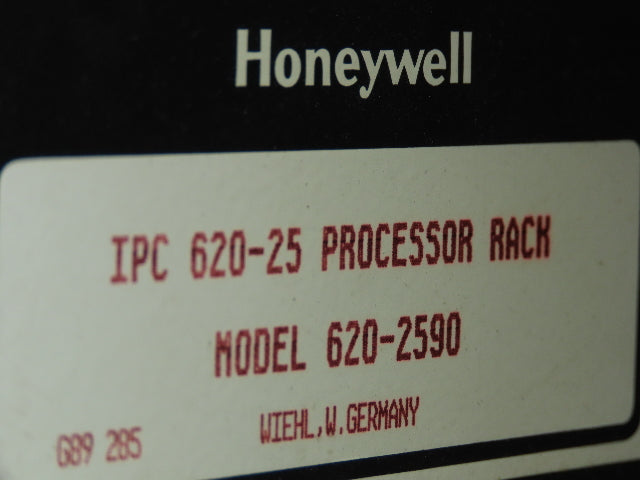 Honeywell
IPC 620-25 PROCESSOR RACK
MODEL 620-2590
WIEHL,W.GERMANY
G89 285